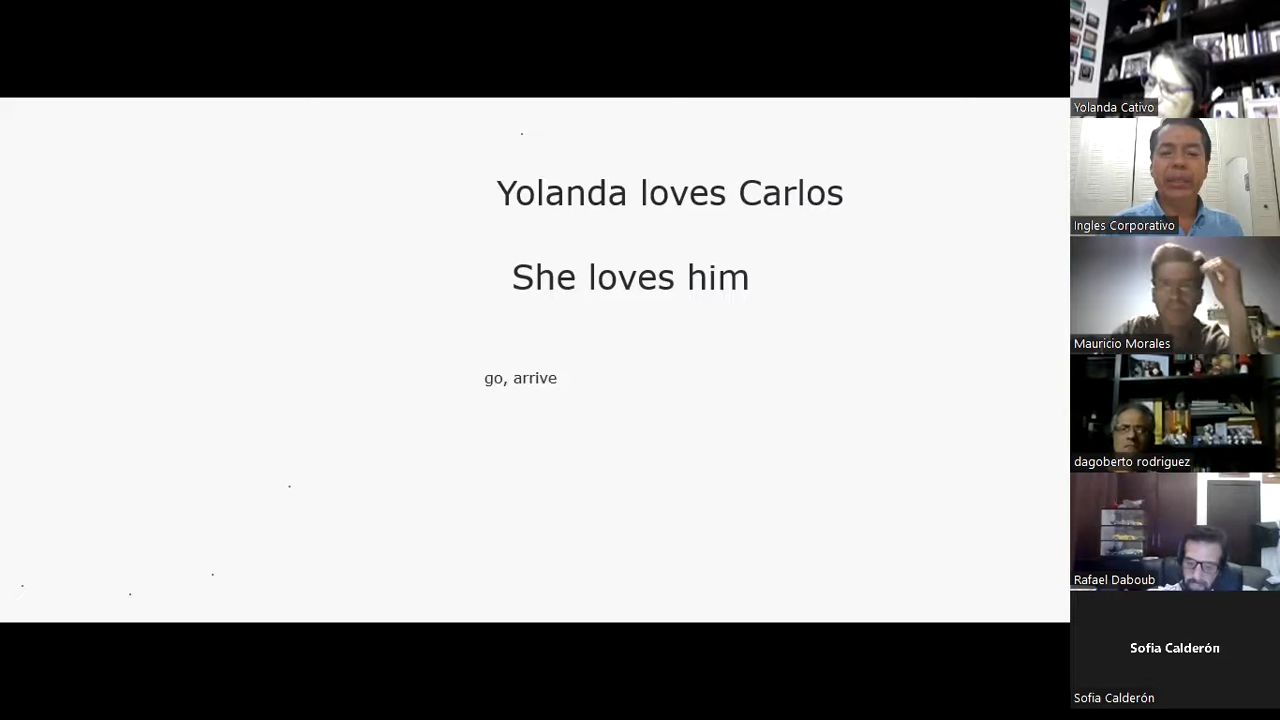 Yolanda loves Carlos
She loves him
go, arrive
Yolanda Cativo
Ingles Corporativo
Mauricio Morales
dagoberto rodriguez
Rafael Daboub
Sofia Calderón
Sofia Calderón